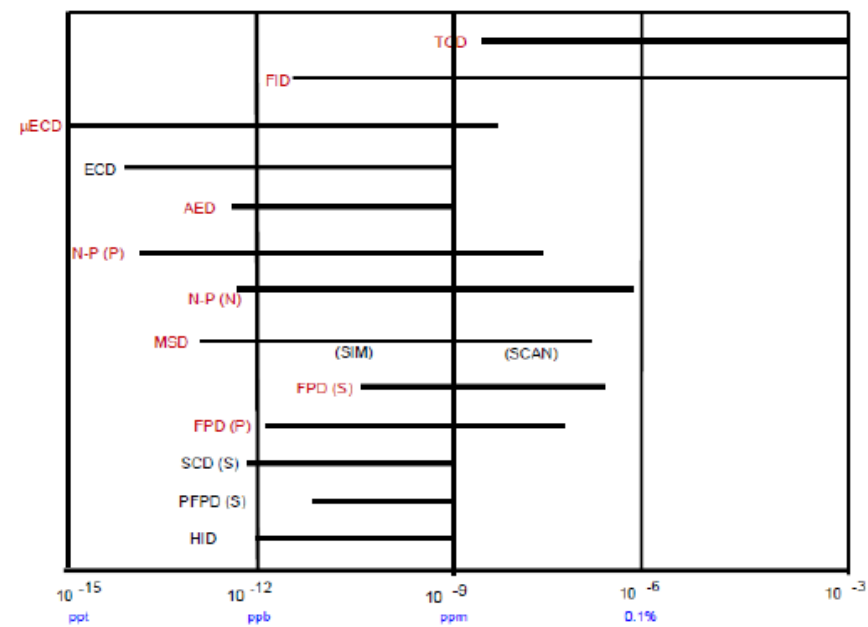 TCD
FID
μECD
ECD
AED
N-P (P)
N-P (N)
MSD
(SIM) (SCAN)
FPD (S)
FPD (P)
SCD (S)
PFPD (S)
HID
10 -15 10 -12 10 -9 10 -6 10 -3
ppt ppb ppm 0.1%